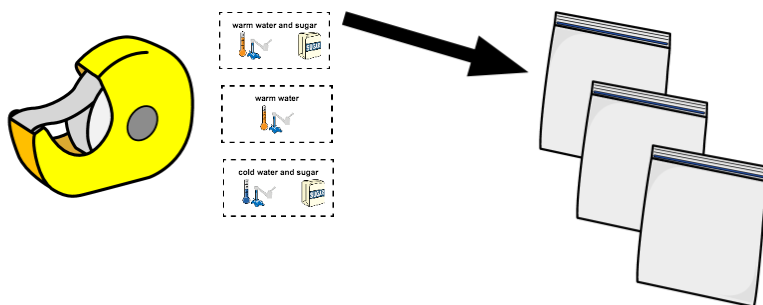 warm water and sugar
SUGAR
warm water
cold water and sugar
SUGAR